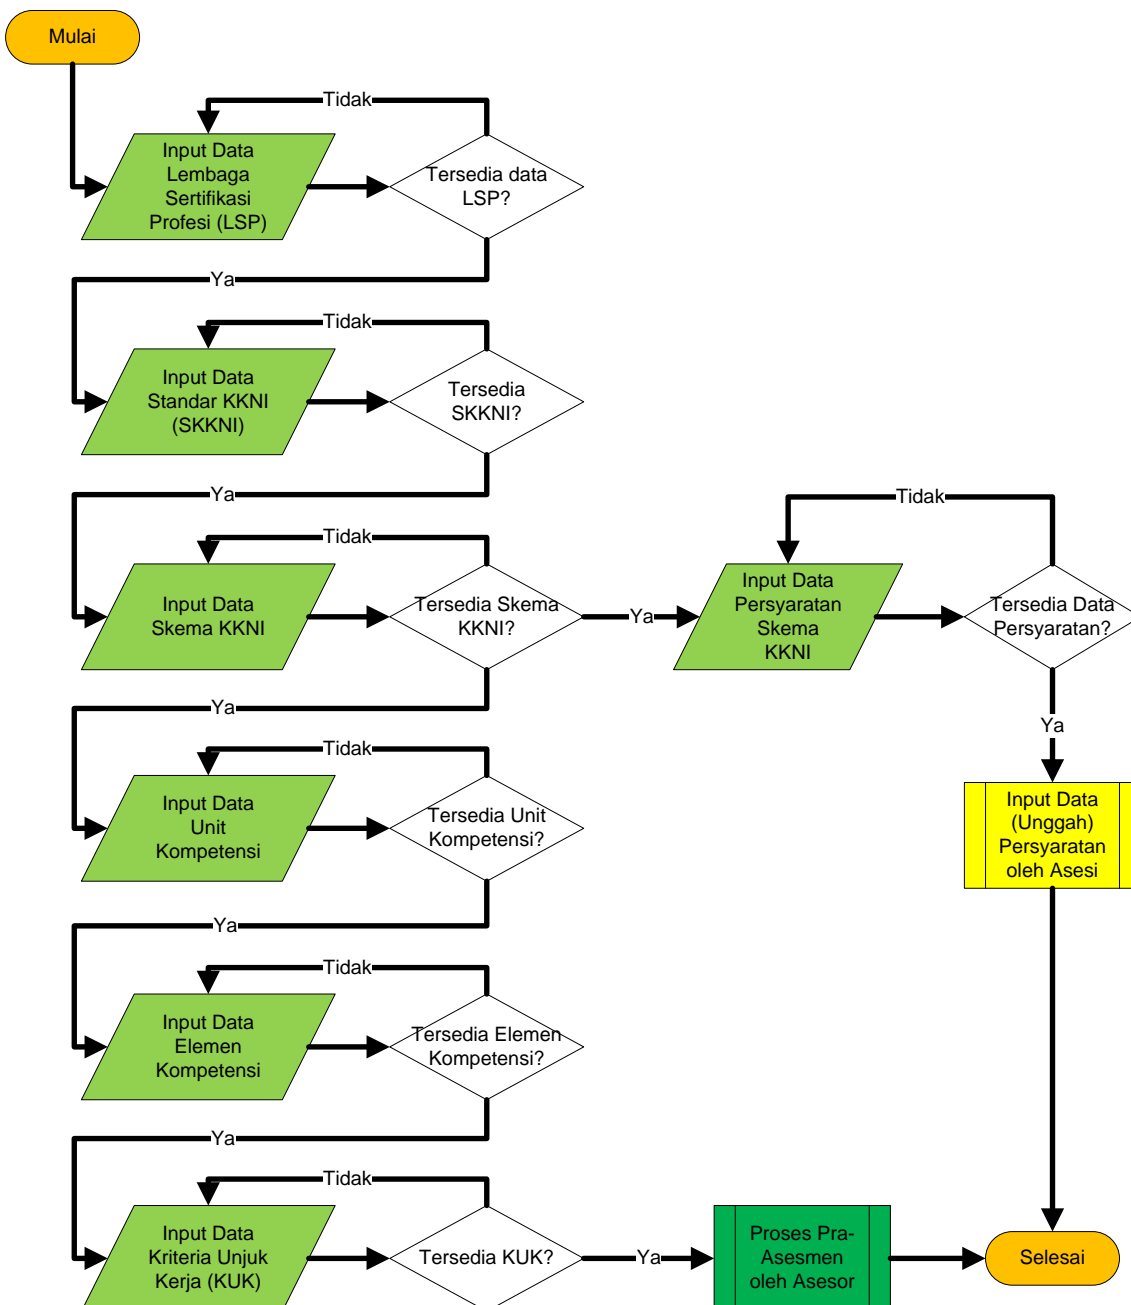 Mulai
Tidak
Input Data
Lembaga
Sertifikasi
Profesi (LSP)
Tersedia data
LSP?
Ya
Tidak
Input Data
Standar KKNI
(SKKNI)
Tersedia
SKKNI?
Ya
Tidak
Input Data
Skema KKNI
Tersedia Skema
KKNI?
Ya
Tidak
Input Data
Persyaratan
Skema
KKNI
Tersedia Data
Persyaratan?
Ya
Input Data
(Unggah)
Persyaratan
oleh Asesi
Ya
Tidak
Input Data
Unit
Kompetensi
Tersedia Unit
Kompetensi?
Ya
Tidak
Input Data
Elemen
Kompetensi
Tersedia Elemen
Kompetensi?
Ya
Tidak
Input Data
Kriteria Unjuk
Kerja (KUK)
Tersedia KUK?
Ya
Proses Pra-
Asesmen
oleh Asesor
Selesai